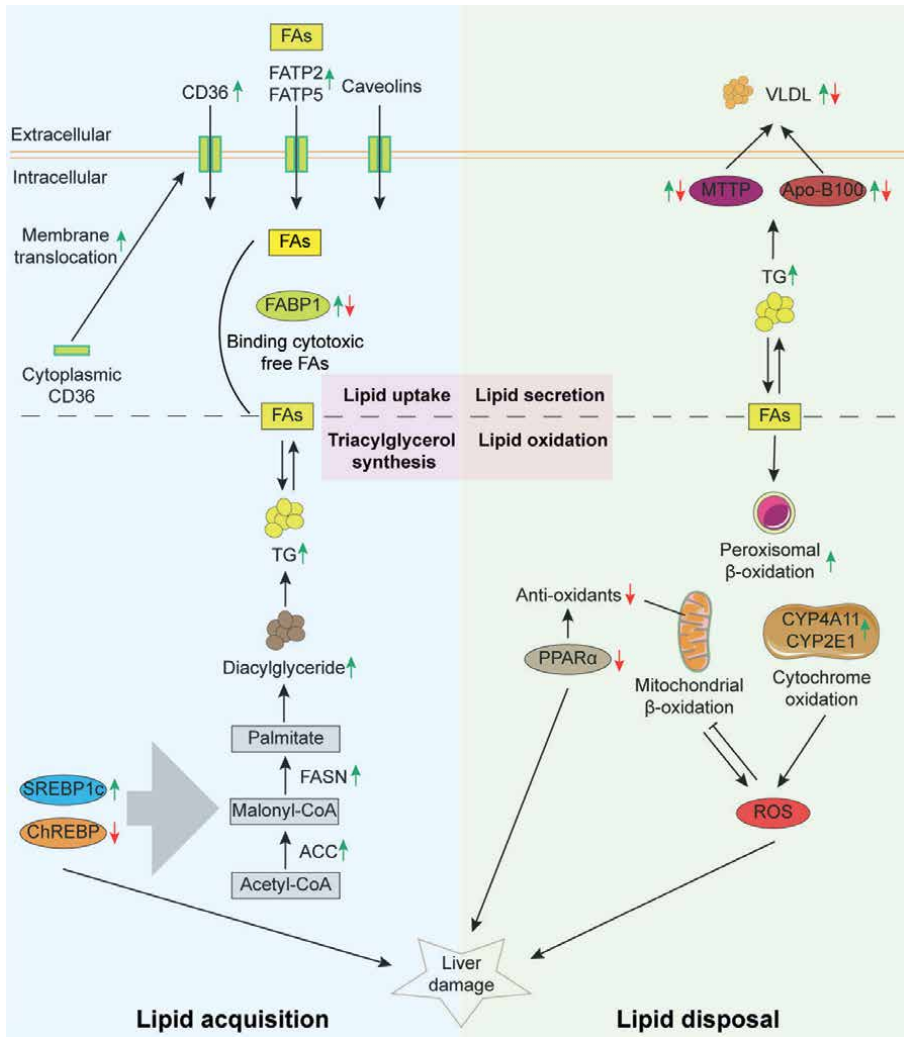 FAs
CD36
FATP2
FATP5
Caveolins
Extracellular
Intracellular
Membrane
translocation
Cytoplasmic
CD36
FAs
FABP1
Binding cytotoxic
free FAs
FAs
VLDL
MTTP
Apo-B100
TG
FAs
Lipid uptake
Lipid secretion
Triacylglycerol
synthesis
Lipid oxidation
TG
Diacylglyceride
Palmitate
FASN
Malonyl-CoA
ACC
Acetyl-CoA
SREBP1c
ChREBP
Peroxisomal
β-oxidation
Anti-oxidants
PPARα
Mitochondrial
β-oxidation
CYP4A11
CYP2E1
Cytochrome
oxidation
ROS
Liver
damage
Lipid acquisition
Lipid disposal